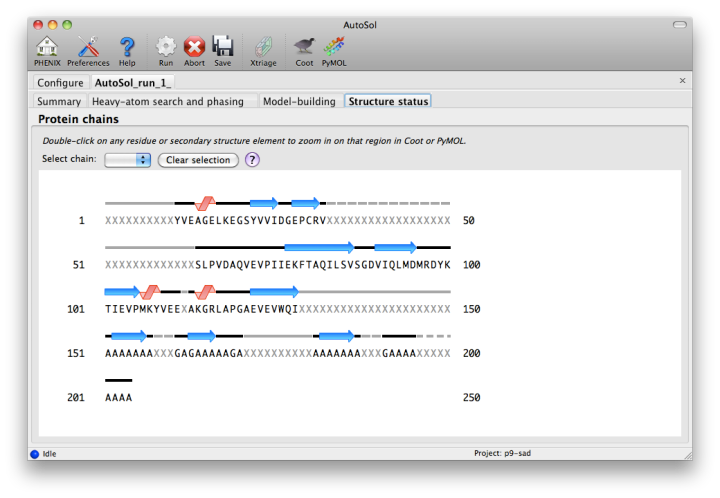 AutoSol
PHENIX Preferences Help Run Abort Save Xtriage Coot PyMOL
Configure AutoSol_run_1_ ×
Summary Heavy-atom search and phasing Model-building Structure status
Protein chains
Double-click on any residue or secondary structure element to zoom in on that region in Coot or PyMOL.
Select chain: Clear selection ?
1 XXXXXXXXXXYVEAGELKEGSYVVIDGEPCRVXXXXXXXXXXXXXXXXXX 50
51 XXXXXXXXXXXXXSLPVDAQVEVPIIEKFTAQILSVSGDVIQLMDMRDYK 100
101 TIEVPMKYVEEXAKGRLAPGAEVEVWQIXXXXXXXXXXXXXXXXXXXXXX 150
151 AAAAAAAXXXGAGAAAAAGAXXXXXXXXXXAAAAAAAXXXGAAAAXXXXX 200
201 AAAA 250
Idle Project: p9-sad